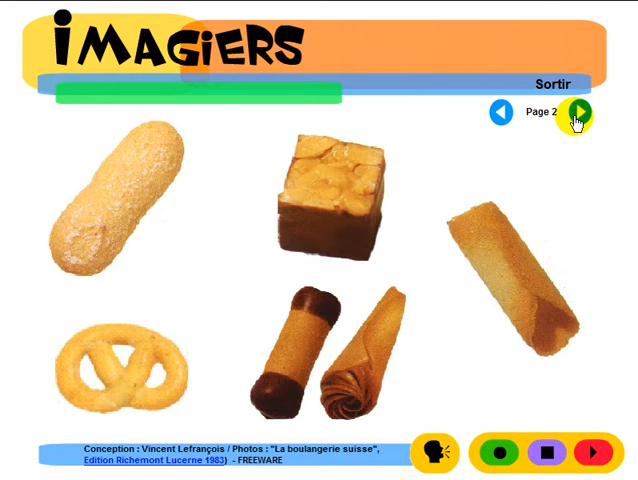 iMAGiERS
Sortir
Page 2
Conception : Vincent Lefrançois / Photos : "La boulangerie suisse",
Edition Richemont Lucerne 1983) - FREEWARE